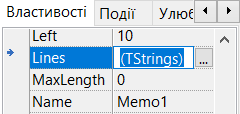 Властивості Події Улюб
Left 10
Lines (TStrings) ...
MaxLength 0
Name Memo1